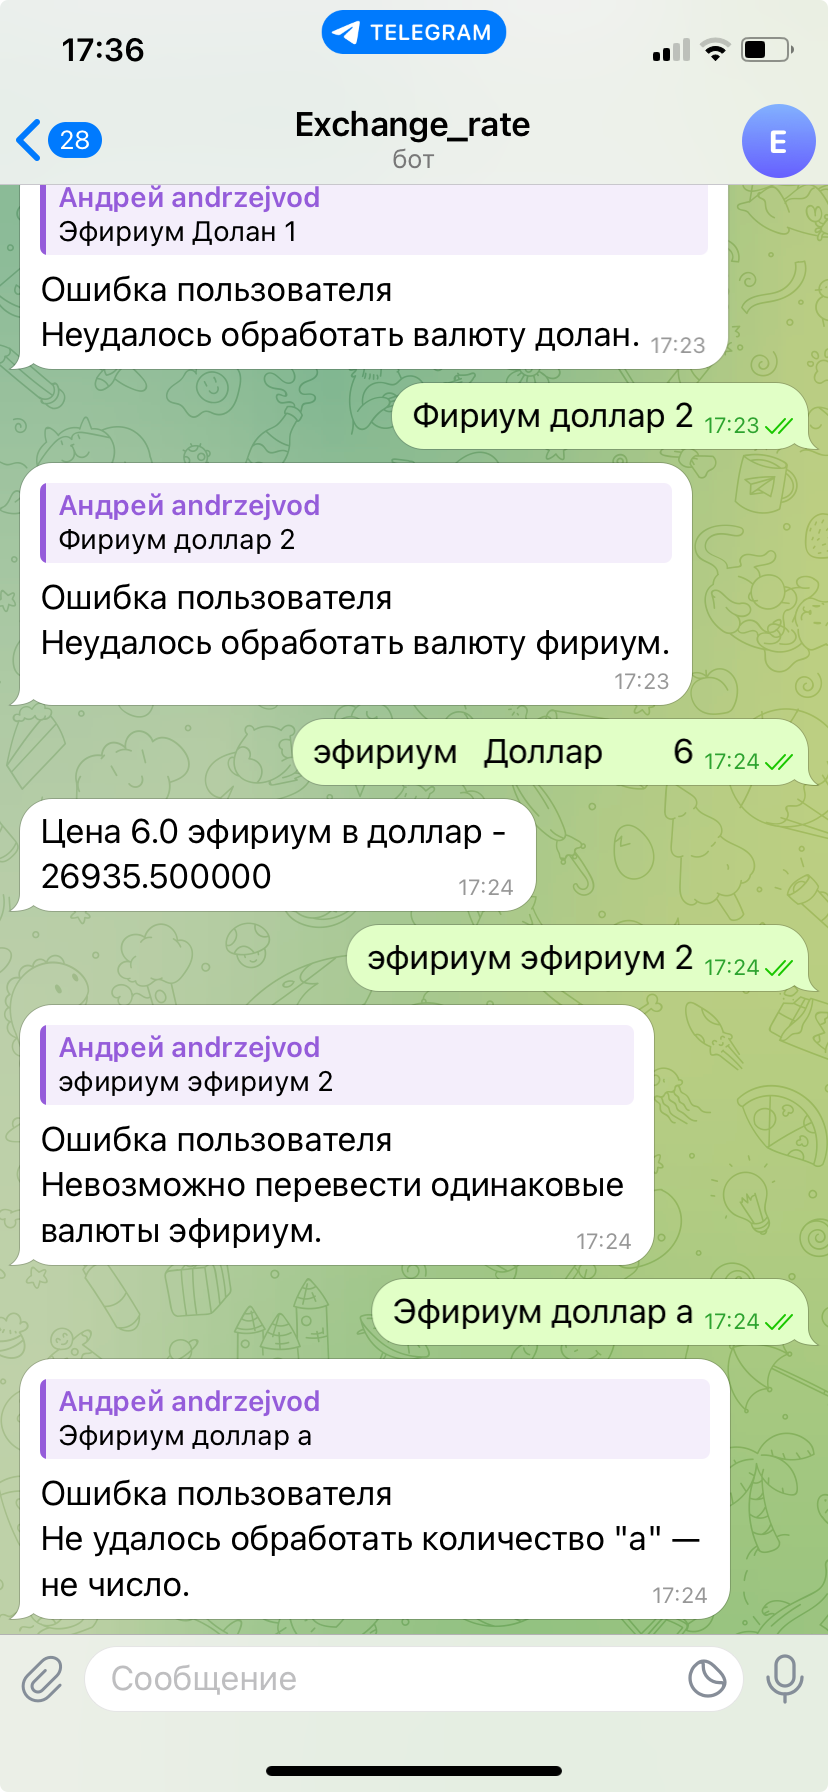 17:36
TELEGRAM
28
Exchange_rate
бот
E
Андрей andrzejvod
Эфириум Долан 1
Ошибка пользователя
Неудалось обработать валюту долан. 17:23
Фириум доллар 2 17:23
Андрей andrzejvod
Фириум доллар 2
Ошибка пользователя
Неудалось обработать валюту фириум.
17:23
эфириум Доллар 6 17:24
Цена 6.0 эфириум в доллар -
26935.500000 17:24
эфириум эфириум 2 17:24
Андрей andrzejvod
эфириум эфириум 2
Ошибка пользователя
Невозможно перевести одинаковые
валюты эфириум. 17:24
Эфириум доллар а 17:24
Андрей andrzejvod
Эфириум доллар а
Ошибка пользователя
Не удалось обработать количество "а" —
не число. 17:24
Сообщение